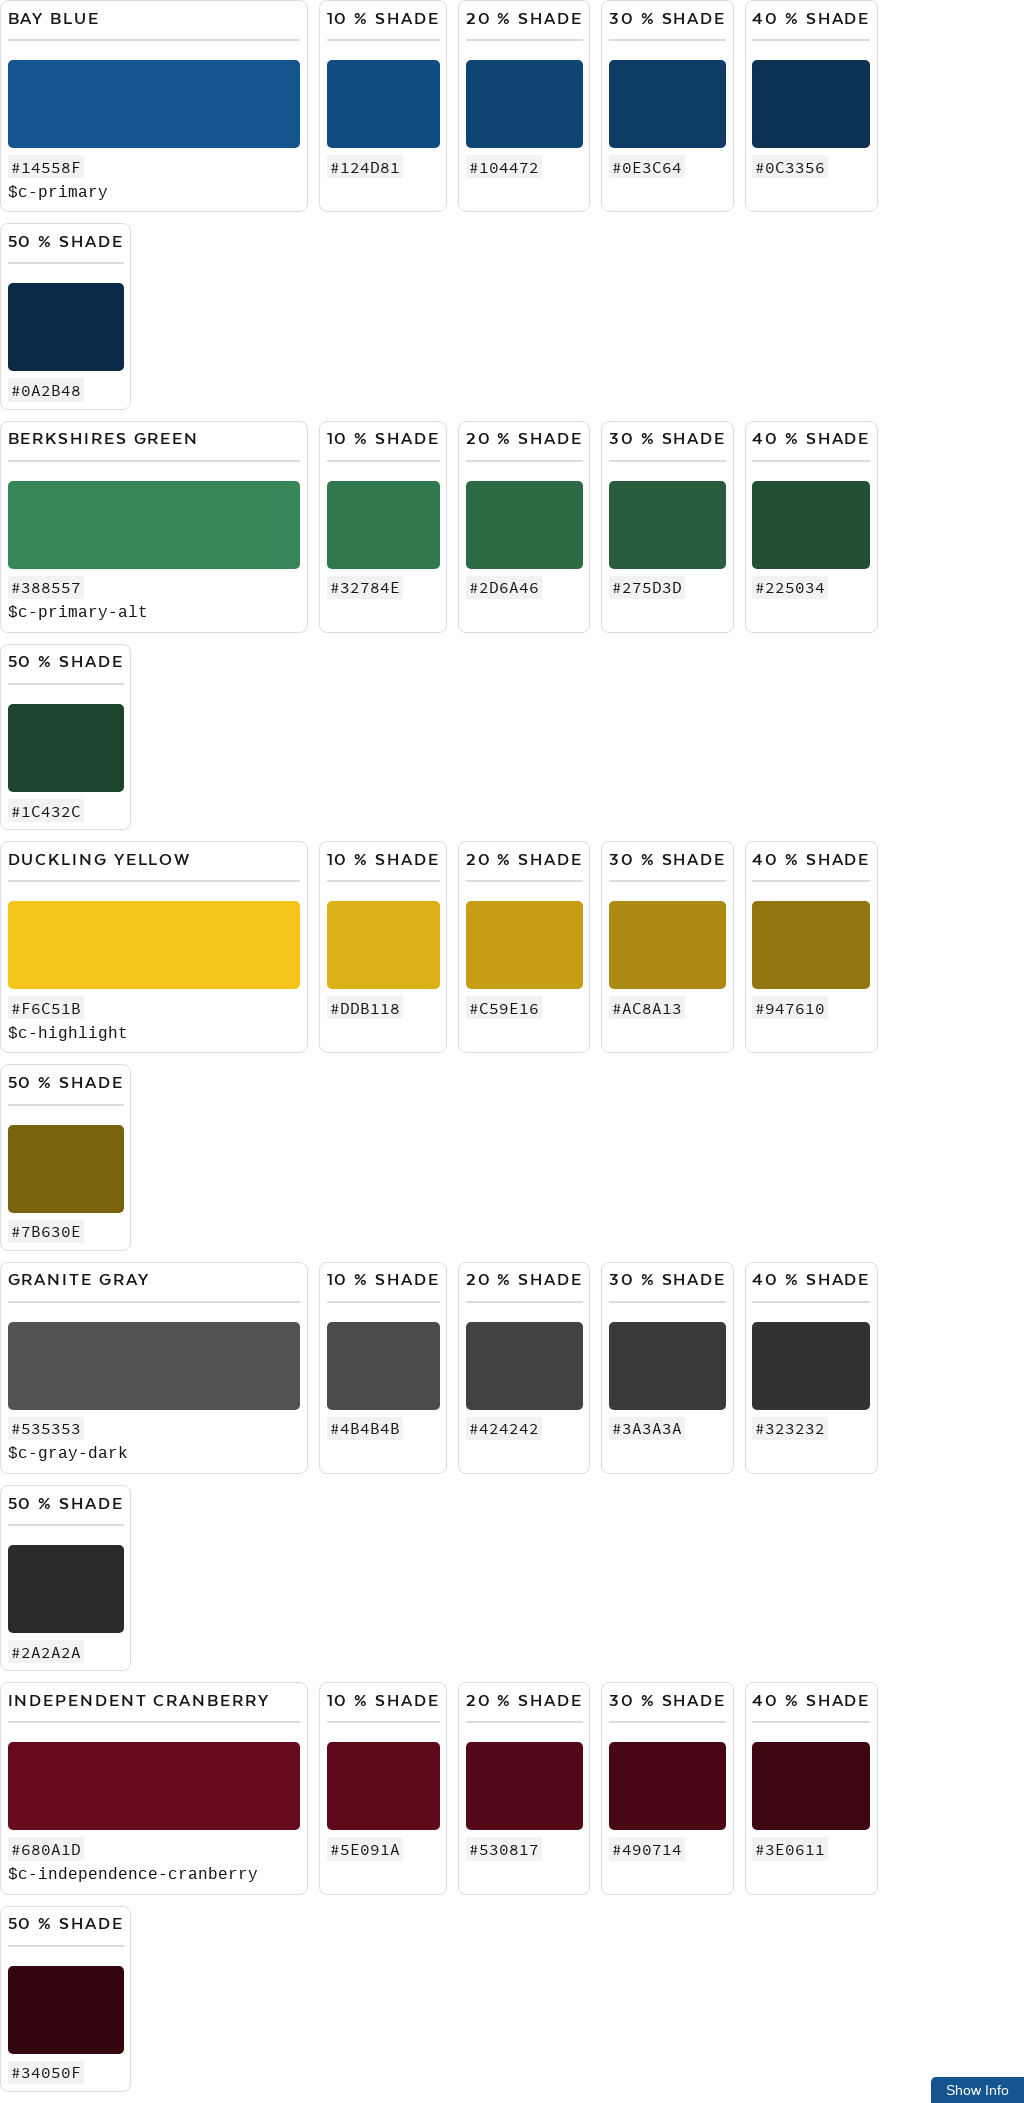 BAY BLUE
#14558F
$c-primary
10 % SHADE
#124D81
20 % SHADE
#104472
30 % SHADE
#0E3C64
40 % SHADE
#0C3356
50 % SHADE
#0A2B48
BERKSHIRES GREEN
#388557
$c-primary-alt
10 % SHADE
#32784E
20 % SHADE
#2D6A46
30 % SHADE
#275D3D
40 % SHADE
#225034
50 % SHADE
#1C432C
DUCKLING YELLOW
#F6C51B
$c-highlight
10 % SHADE
#DDB118
20 % SHADE
#C59E16
30 % SHADE
#AC8A13
40 % SHADE
#947610
50 % SHADE
#7B630E
GRANITE GRAY
#535353
$c-gray-dark
10 % SHADE
#4B4B4B
20 % SHADE
#424242
30 % SHADE
#3A3A3A
40 % SHADE
#323232
50 % SHADE
#2A2A2A
INDEPENDENT CRANBERRY
#680A1D
$c-independence-cranberry
10 % SHADE
#5E091A
20 % SHADE
#530817
30 % SHADE
#490714
40 % SHADE
#3E0611
50 % SHADE
#34050F
Show Info